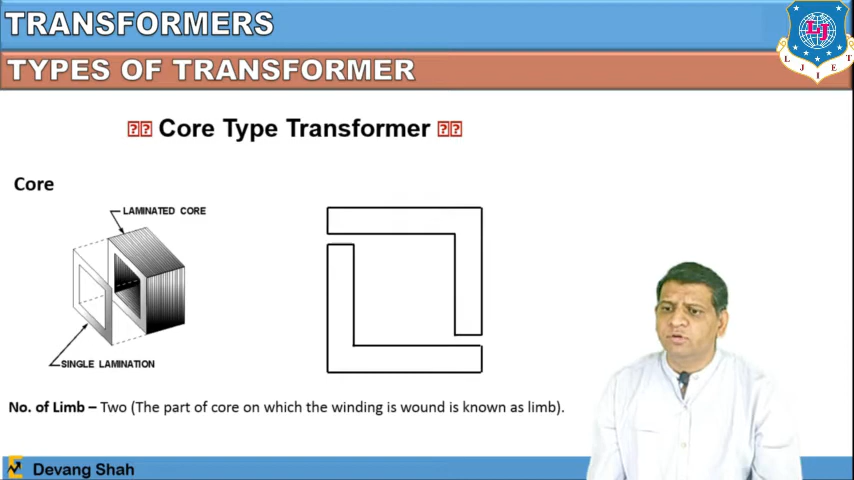 TRANSFORMERS
TYPES OF TRANSFORMER
LJ
L J I E T
Core Type Transformer
Core
LAMINATED CORE
SINGLE LAMINATION
No. of Limb – Two (The part of core on which the winding is wound is known as limb).
Devang Shah